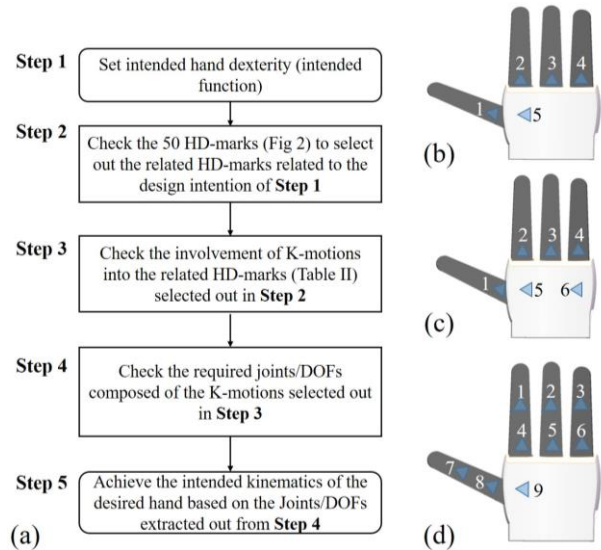 Step 1
Set intended hand dexterity (intended
function)
Step 2
Check the 50 HD-marks (Fig 2) to select
out the related HD-marks related to the
design intention of Step 1
Step 3
Check the involvement of K-motions
into the related HD-marks (Table II)
selected out in Step 2
Step 4
Check the required joints/DOFs
composed of the K-motions selected out
in Step 3
Step 5
Achieve the intended kinematics of the
desired hand based on the Joints/DOFs
extracted out from Step 4
(a)
2 3 4
1 5
(b)
2 3 4
1 5 6
(c)
1 2 3
4 5 6
7 8 9
(d)